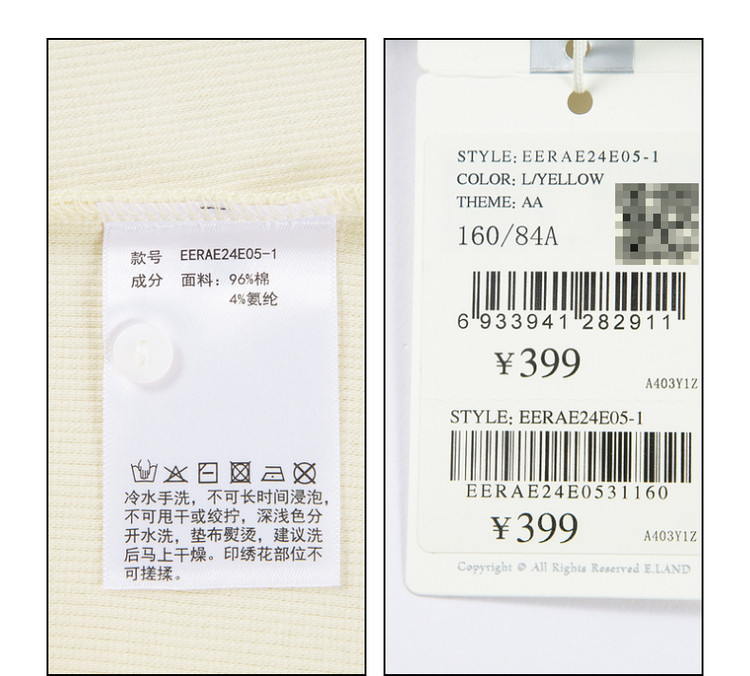 款号 EERAE24E05-1
成分 面料：96%棉
4%氨纶
冷水手洗，不可长时间浸泡，
不可甩干或绞拧，深浅色分
开水洗，垫布熨烫，建议洗
后马上干燥。印绣花部位不
可搓揉。
STYLE: EERAE24E05-1
COLOR: L/YELLOW
THEME: AA
160/84A
6 933941 282911
￥399
A403Y1Z
STYLE: EERAE24E05-1
EERAE24E0531160
￥399
A403Y1Z
Copyright © All Rights Reserved E.LAND